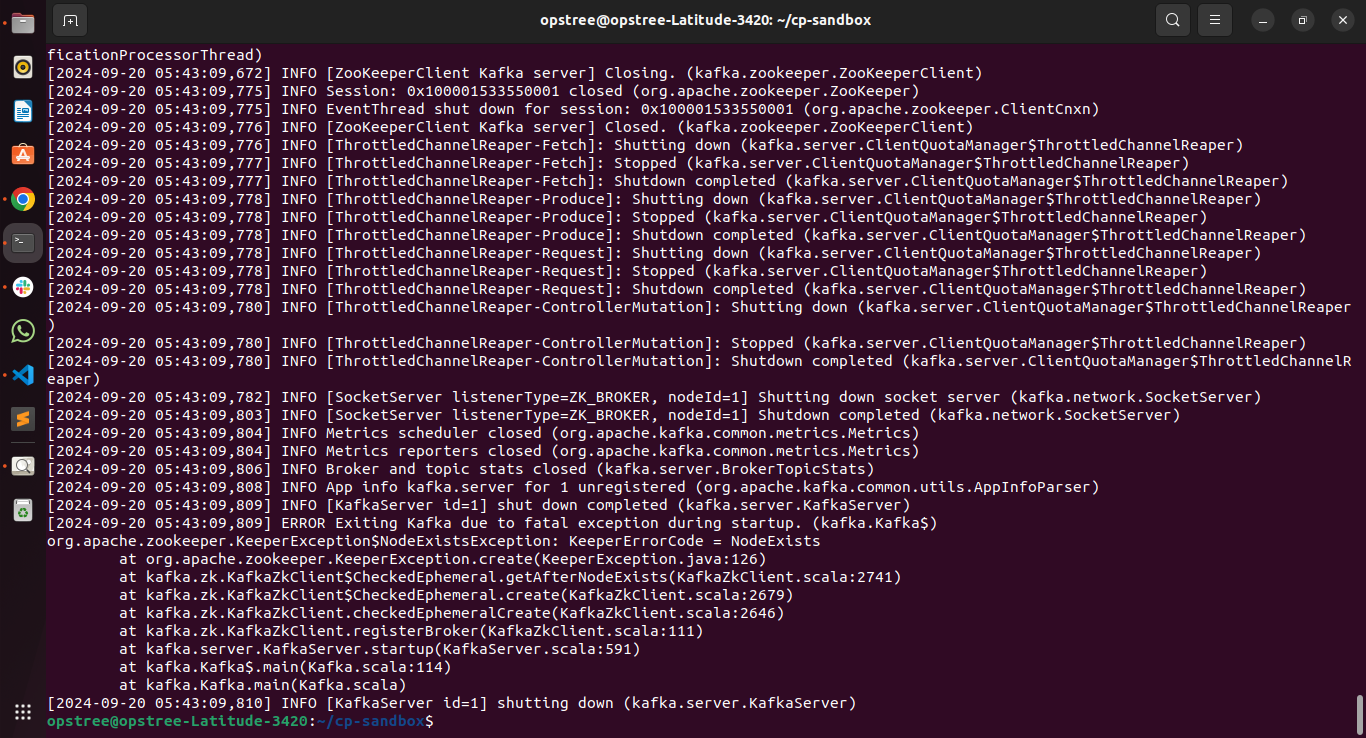 opstree@opstree-Latitude-3420: ~/cp-sandbox
ficationProcessorThread)
[2024-09-20 05:43:09,672] INFO [ZooKeeperClient Kafka server] Closing. (kafka.zookeeper.ZooKeeperClient)
[2024-09-20 05:43:09,775] INFO Session: 0x100001533550001 closed (org.apache.zookeeper.ZooKeeper)
[2024-09-20 05:43:09,775] INFO EventThread shut down for session: 0x100001533550001 (org.apache.zookeeper.ClientCnxn)
[2024-09-20 05:43:09,776] INFO [ZooKeeperClient Kafka server] Closed. (kafka.zookeeper.ZooKeeperClient)
[2024-09-20 05:43:09,776] INFO [ThrottledChannelReaper-Fetch]: Shutting down (kafka.server.ClientQuotaManager$ThrottledChannelReaper)
[2024-09-20 05:43:09,777] INFO [ThrottledChannelReaper-Fetch]: Stopped (kafka.server.ClientQuotaManager$ThrottledChannelReaper)
[2024-09-20 05:43:09,777] INFO [ThrottledChannelReaper-Fetch]: Shutdown completed (kafka.server.ClientQuotaManager$ThrottledChannelReaper)
[2024-09-20 05:43:09,778] INFO [ThrottledChannelReaper-Produce]: Shutting down (kafka.server.ClientQuotaManager$ThrottledChannelReaper)
[2024-09-20 05:43:09,778] INFO [ThrottledChannelReaper-Produce]: Stopped (kafka.server.ClientQuotaManager$ThrottledChannelReaper)
[2024-09-20 05:43:09,778] INFO [ThrottledChannelReaper-Produce]: Shutdown completed (kafka.server.ClientQuotaManager$ThrottledChannelReaper)
[2024-09-20 05:43:09,778] INFO [ThrottledChannelReaper-Request]: Shutting down (kafka.server.ClientQuotaManager$ThrottledChannelReaper)
[2024-09-20 05:43:09,778] INFO [ThrottledChannelReaper-Request]: Stopped (kafka.server.ClientQuotaManager$ThrottledChannelReaper)
[2024-09-20 05:43:09,778] INFO [ThrottledChannelReaper-Request]: Shutdown completed (kafka.server.ClientQuotaManager$ThrottledChannelReaper)
[2024-09-20 05:43:09,780] INFO [ThrottledChannelReaper-ControllerMutation]: Shutting down (kafka.server.ClientQuotaManager$ThrottledChannelReaper
)
[2024-09-20 05:43:09,780] INFO [ThrottledChannelReaper-ControllerMutation]: Stopped (kafka.server.ClientQuotaManager$ThrottledChannelReaper)
[2024-09-20 05:43:09,780] INFO [ThrottledChannelReaper-ControllerMutation]: Shutdown completed (kafka.server.ClientQuotaManager$ThrottledChannelR
eaper)
[2024-09-20 05:43:09,782] INFO [SocketServer listenerType=ZK_BROKER, nodeId=1] Shutting down socket server (kafka.network.SocketServer)
[2024-09-20 05:43:09,803] INFO [SocketServer listenerType=ZK_BROKER, nodeId=1] Shutdown completed (kafka.network.SocketServer)
[2024-09-20 05:43:09,804] INFO Metrics scheduler closed (org.apache.kafka.common.metrics.Metrics)
[2024-09-20 05:43:09,804] INFO Metrics reporters closed (org.apache.kafka.common.metrics.Metrics)
[2024-09-20 05:43:09,806] INFO Broker and topic stats closed (kafka.server.BrokerTopicStats)
[2024-09-20 05:43:09,808] INFO App info kafka.server for 1 unregistered (org.apache.kafka.common.utils.AppInfoParser)
[2024-09-20 05:43:09,809] INFO [KafkaServer id=1] shut down completed (kafka.server.KafkaServer)
[2024-09-20 05:43:09,809] ERROR Exiting Kafka due to fatal exception during startup. (kafka.Kafka$)
org.apache.zookeeper.KeeperException$NodeExistsException: KeeperErrorCode = NodeExists
        at org.apache.zookeeper.KeeperException.create(KeeperException.java:126)
        at kafka.zk.KafkaZkClient$CheckedEphemeral.getAfterNodeExists(KafkaZkClient.scala:2741)
        at kafka.zk.KafkaZkClient$CheckedEphemeral.create(KafkaZkClient.scala:2679)
        at kafka.zk.KafkaZkClient.checkedEphemeralCreate(KafkaZkClient.scala:2646)
        at kafka.zk.KafkaZkClient.registerBroker(KafkaZkClient.scala:111)
        at kafka.server.KafkaServer.startup(KafkaServer.scala:591)
        at kafka.Kafka$.main(Kafka.scala:114)
        at kafka.Kafka.main(Kafka.scala)
[2024-09-20 05:43:09,810] INFO [KafkaServer id=1] shutting down (kafka.server.KafkaServer)
opstree@opstree-Latitude-3420:~/cp-sandbox$